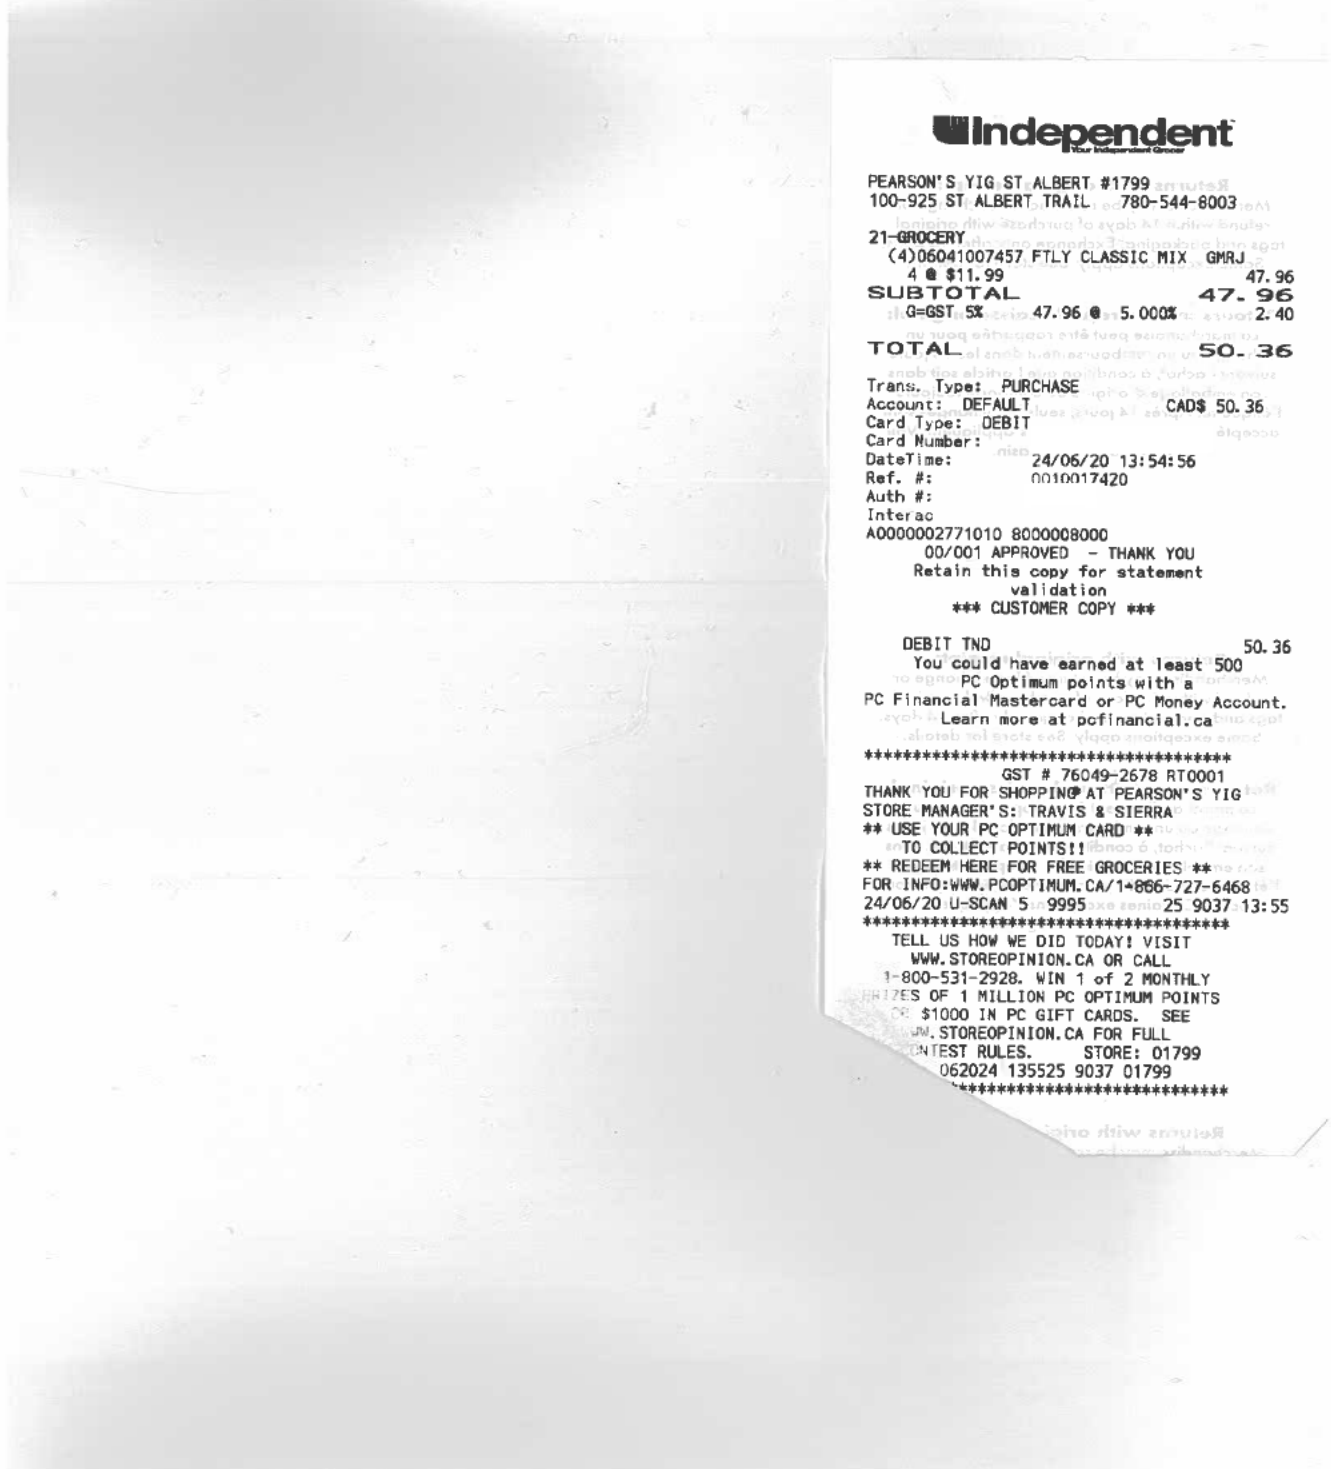 Independent
Your Independent Grocer
PEARSON'S YIG ST ALBERT #1799
100-925 ST ALBERT TRAIL 780-544-8003
21-GROCERY
(4)06041007457 FTLY CLASSIC MIX GMRJ
4 @ $11.99 47.96
SUBTOTAL 47.96
G=GST 5% 47.96 @ 5.000% 2.40
TOTAL 50.36
Trans. Type: PURCHASE
Account: DEFAULT CAD$ 50.36
Card Type: DEBIT
Card Number:
DateTime: 24/06/20 13:54:56
Ref. #: 0010017420
Auth #:
Interac
A0000002771010 8000008000
00/001 APPROVED - THANK YOU
Retain this copy for statement
validation
*** CUSTOMER COPY ***
DEBIT TND 50.36
You could have earned at least 500
PC Optimum points with a
PC Financial Mastercard or PC Money Account.
Learn more at pcfinancial.ca
**************************************
GST # 76049-2678 RT0001
THANK YOU FOR SHOPPING AT PEARSON'S YIG
STORE MANAGER'S: TRAVIS & SIERRA
** USE YOUR PC OPTIMUM CARD **
TO COLLECT POINTS!!
** REDEEM HERE FOR FREE GROCERIES **
FOR INFO:WWW.PCOPTIMUM.CA/1-866-727-6468
24/06/20 U-SCAN 5 9995 25 9037 13:55
**************************************
TELL US HOW WE DID TODAY! VISIT
WWW.STOREOPINION.CA OR CALL
1-800-531-2928. WIN 1 of 2 MONTHLY
PRIZES OF 1 MILLION PC OPTIMUM POINTS
OR $1000 IN PC GIFT CARDS. SEE
WW.STOREOPINION.CA FOR FULL
ONTEST RULES. STORE: 01799
062024 135525 9037 01799
****************************
Returns with origi